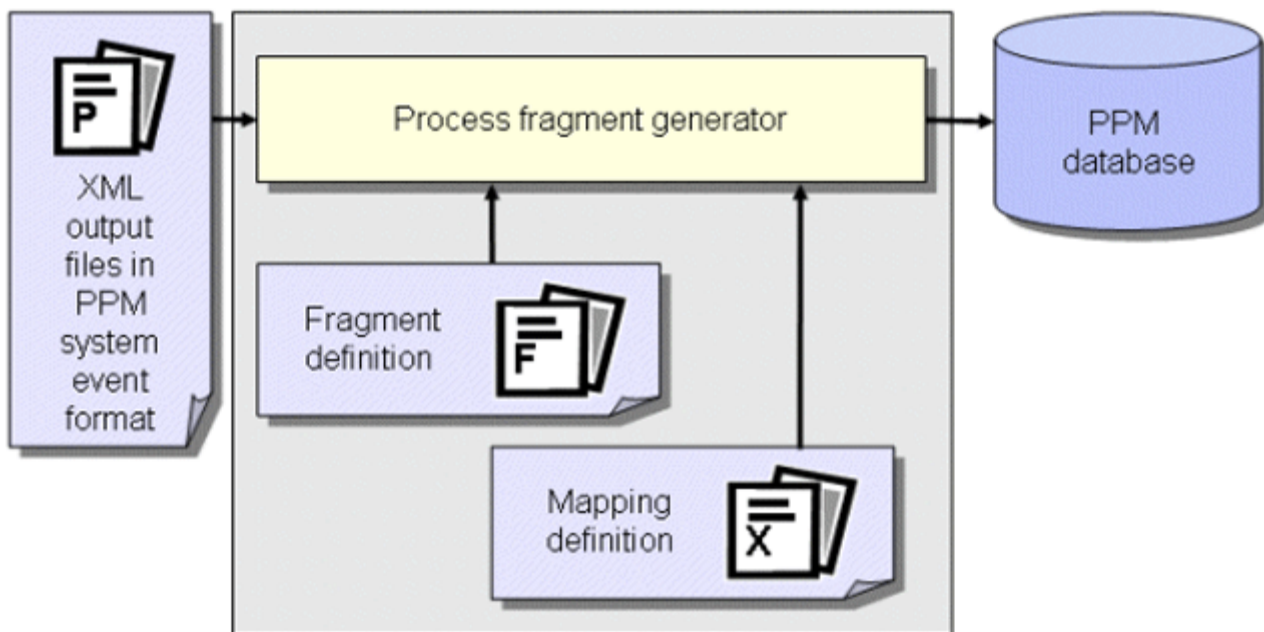 P
XML
output
files in
PPM
system
event
format
Process fragment generator
PPM
database
Fragment
definition
F
Mapping
definition
X